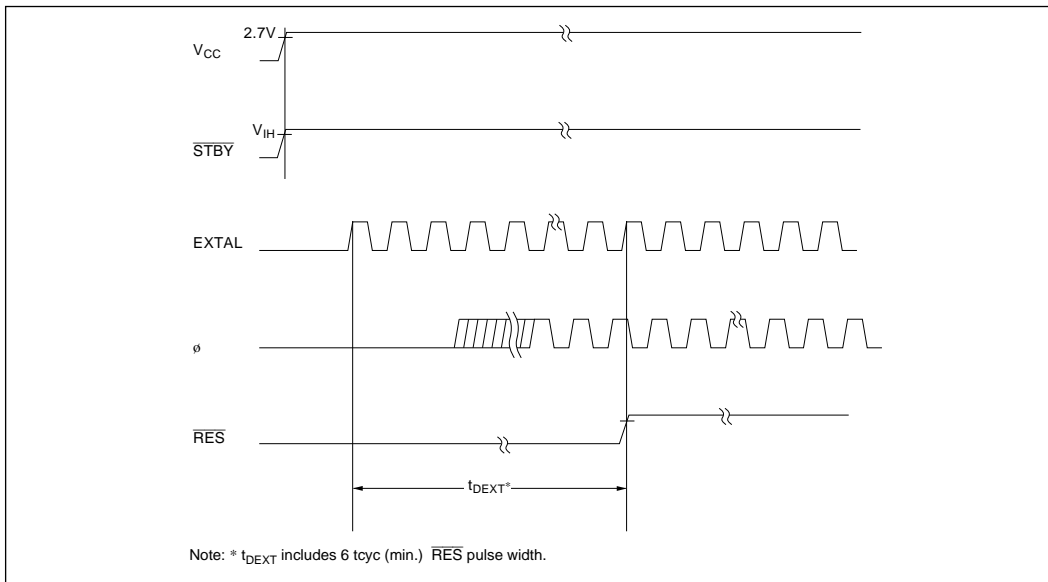 2.7V
VCC
VIH
STBY
EXTAL
ø
RES
tDEXT*
Note: * tDEXT includes 6 tcyc (min.) RES pulse width.